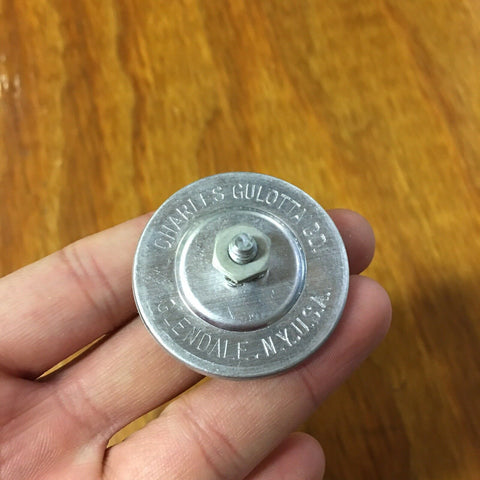 CHARLES GULOTTA CO.
GLENDALE, N.Y. U.S.A.